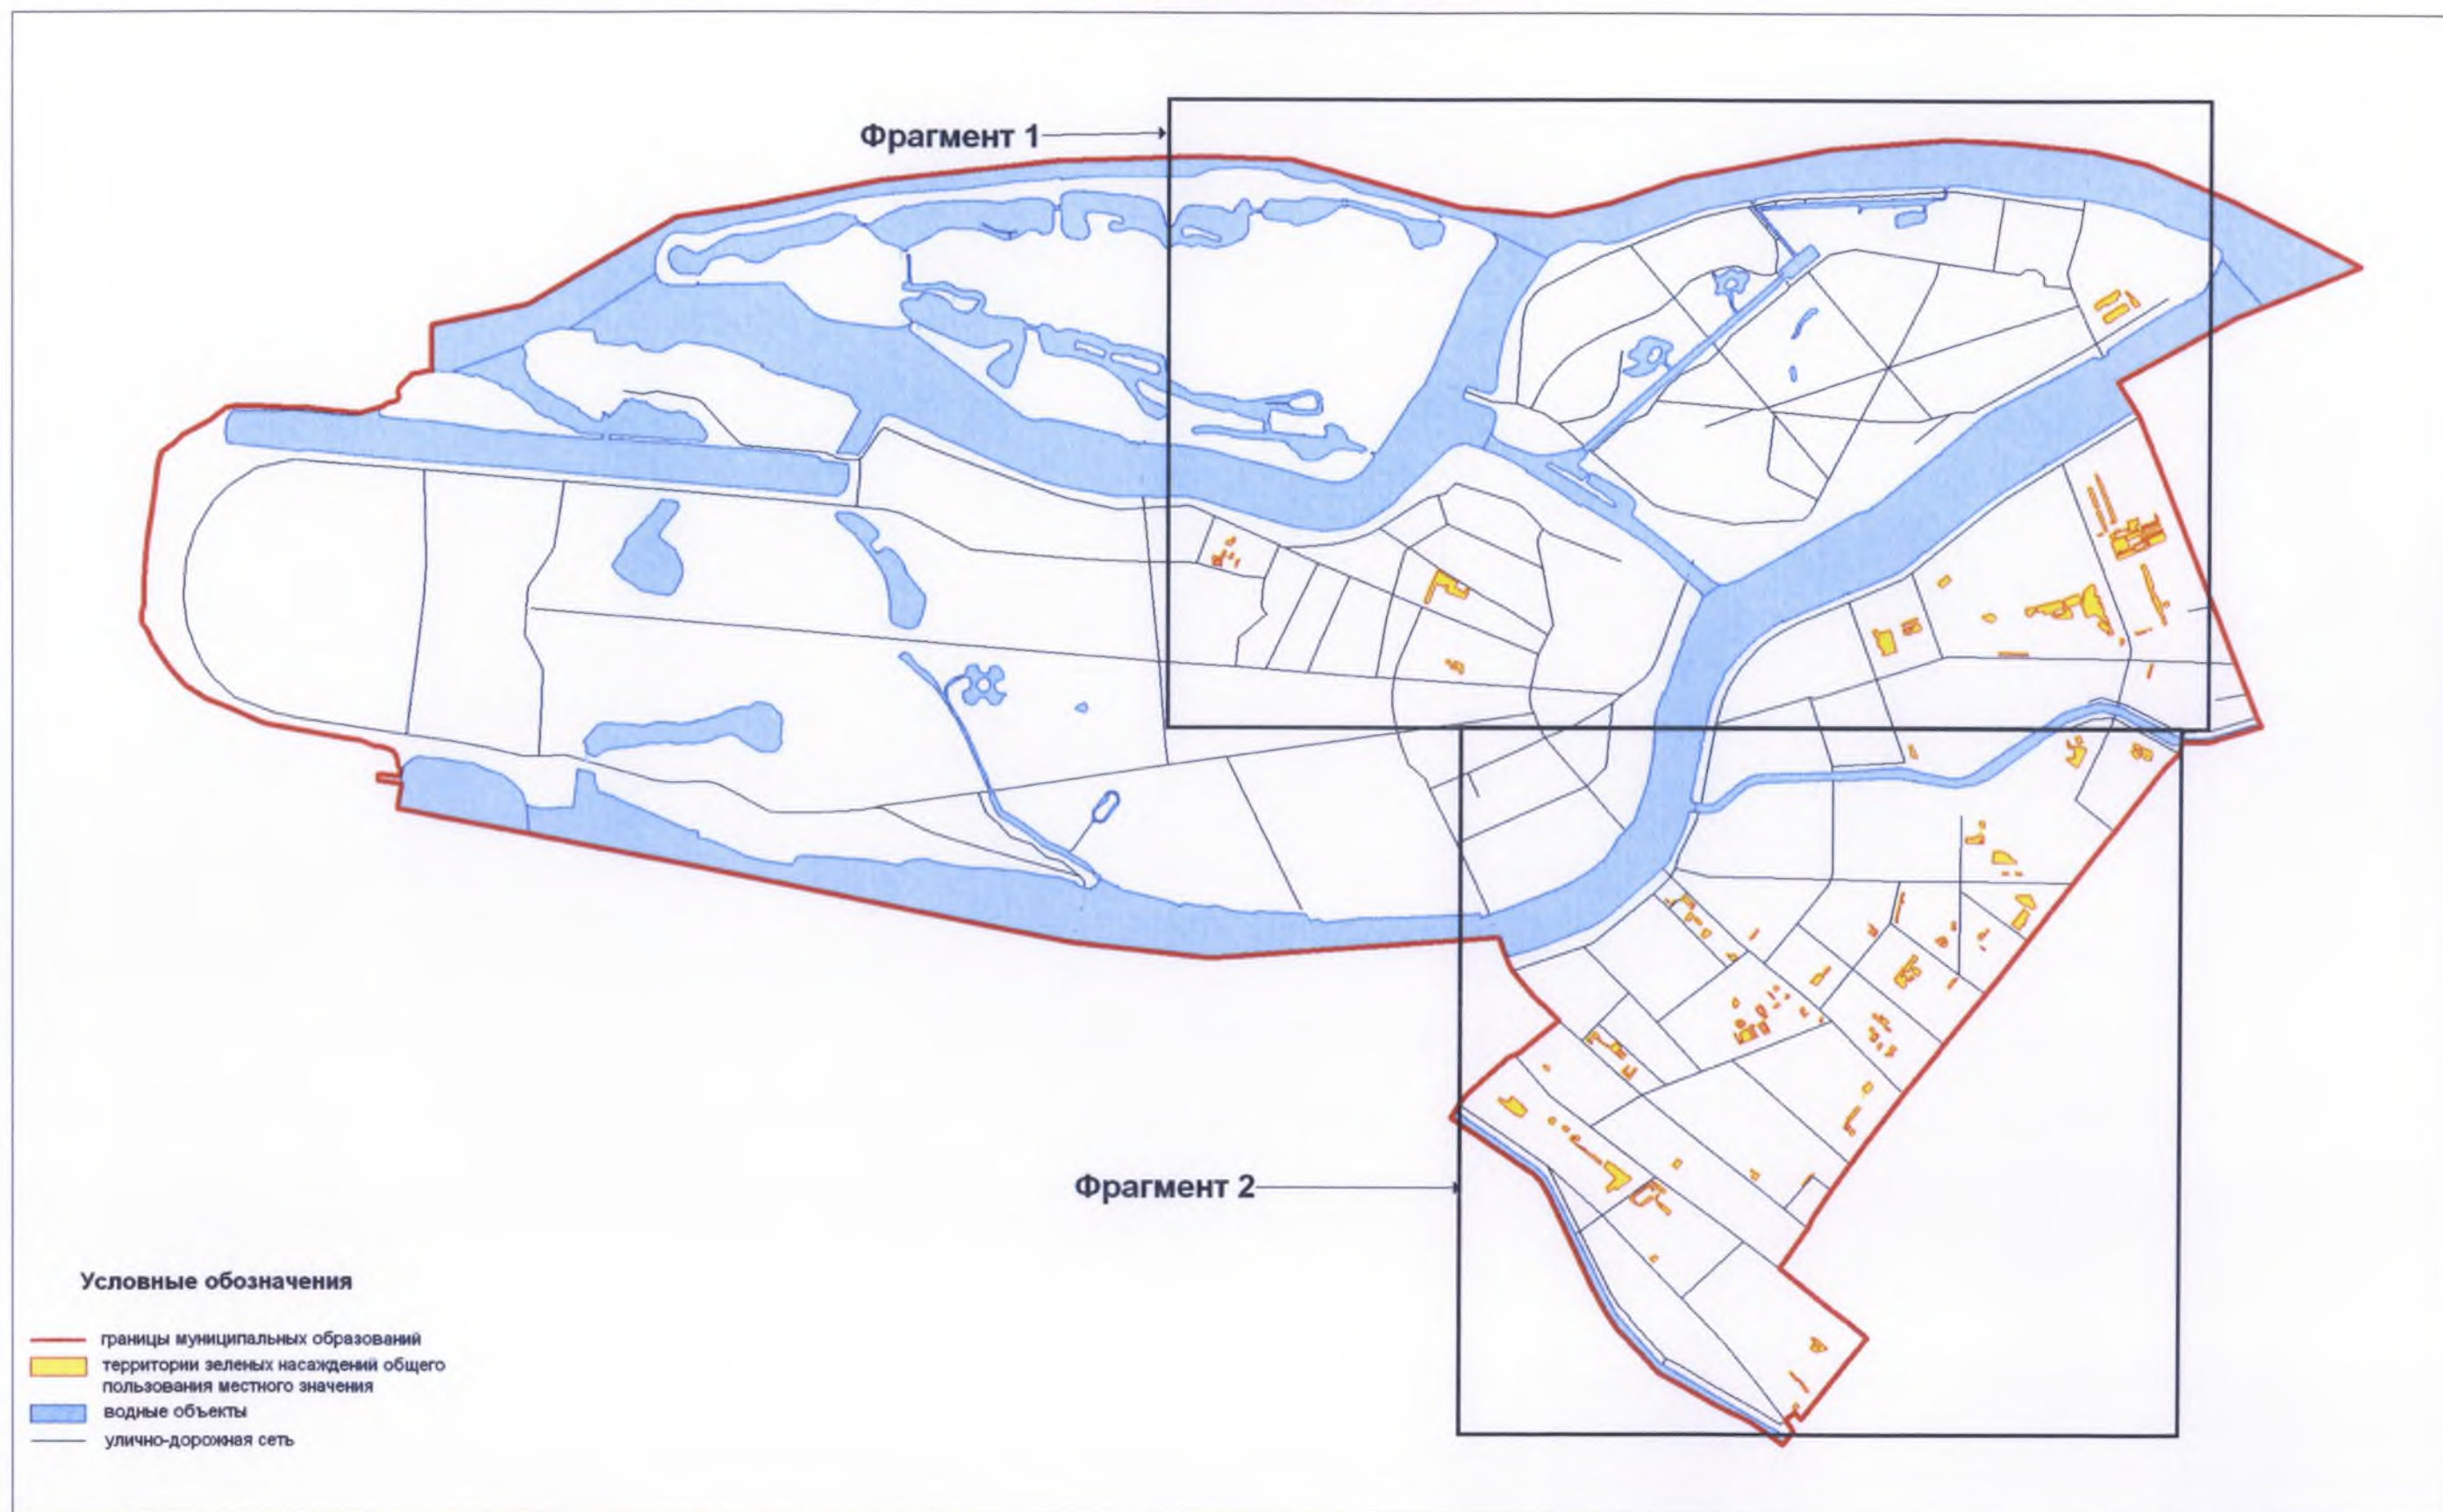 Фрагмент 1
Фрагмент 2
Условные обозначения
границы муниципальных образований
территории зеленых насаждений общего
пользования местного значения
водные объекты
улично-дорожная сеть